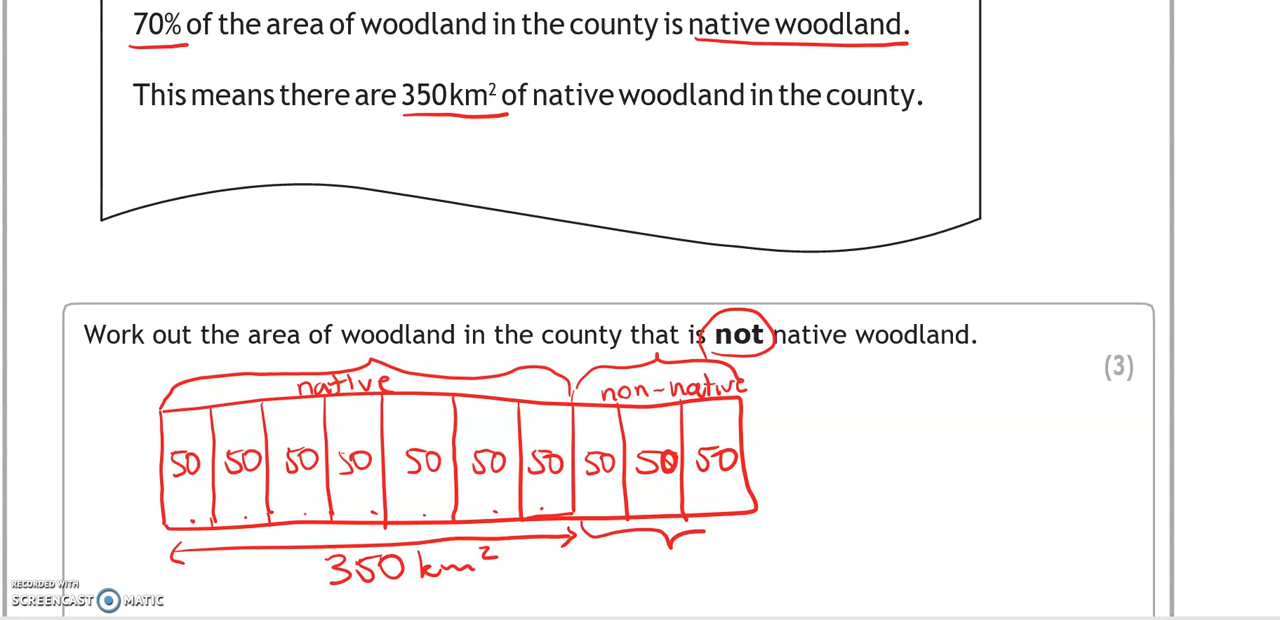 70% of the area of woodland in the county is native woodland.
This means there are 350 km² of native woodland in the county.
Work out the area of woodland in the county that is not native woodland.
(3)
native non-native
50 50 50 50 50 50 50 50 50 50
350 km²
RECORDED WITH
SCREENCAST MATIC